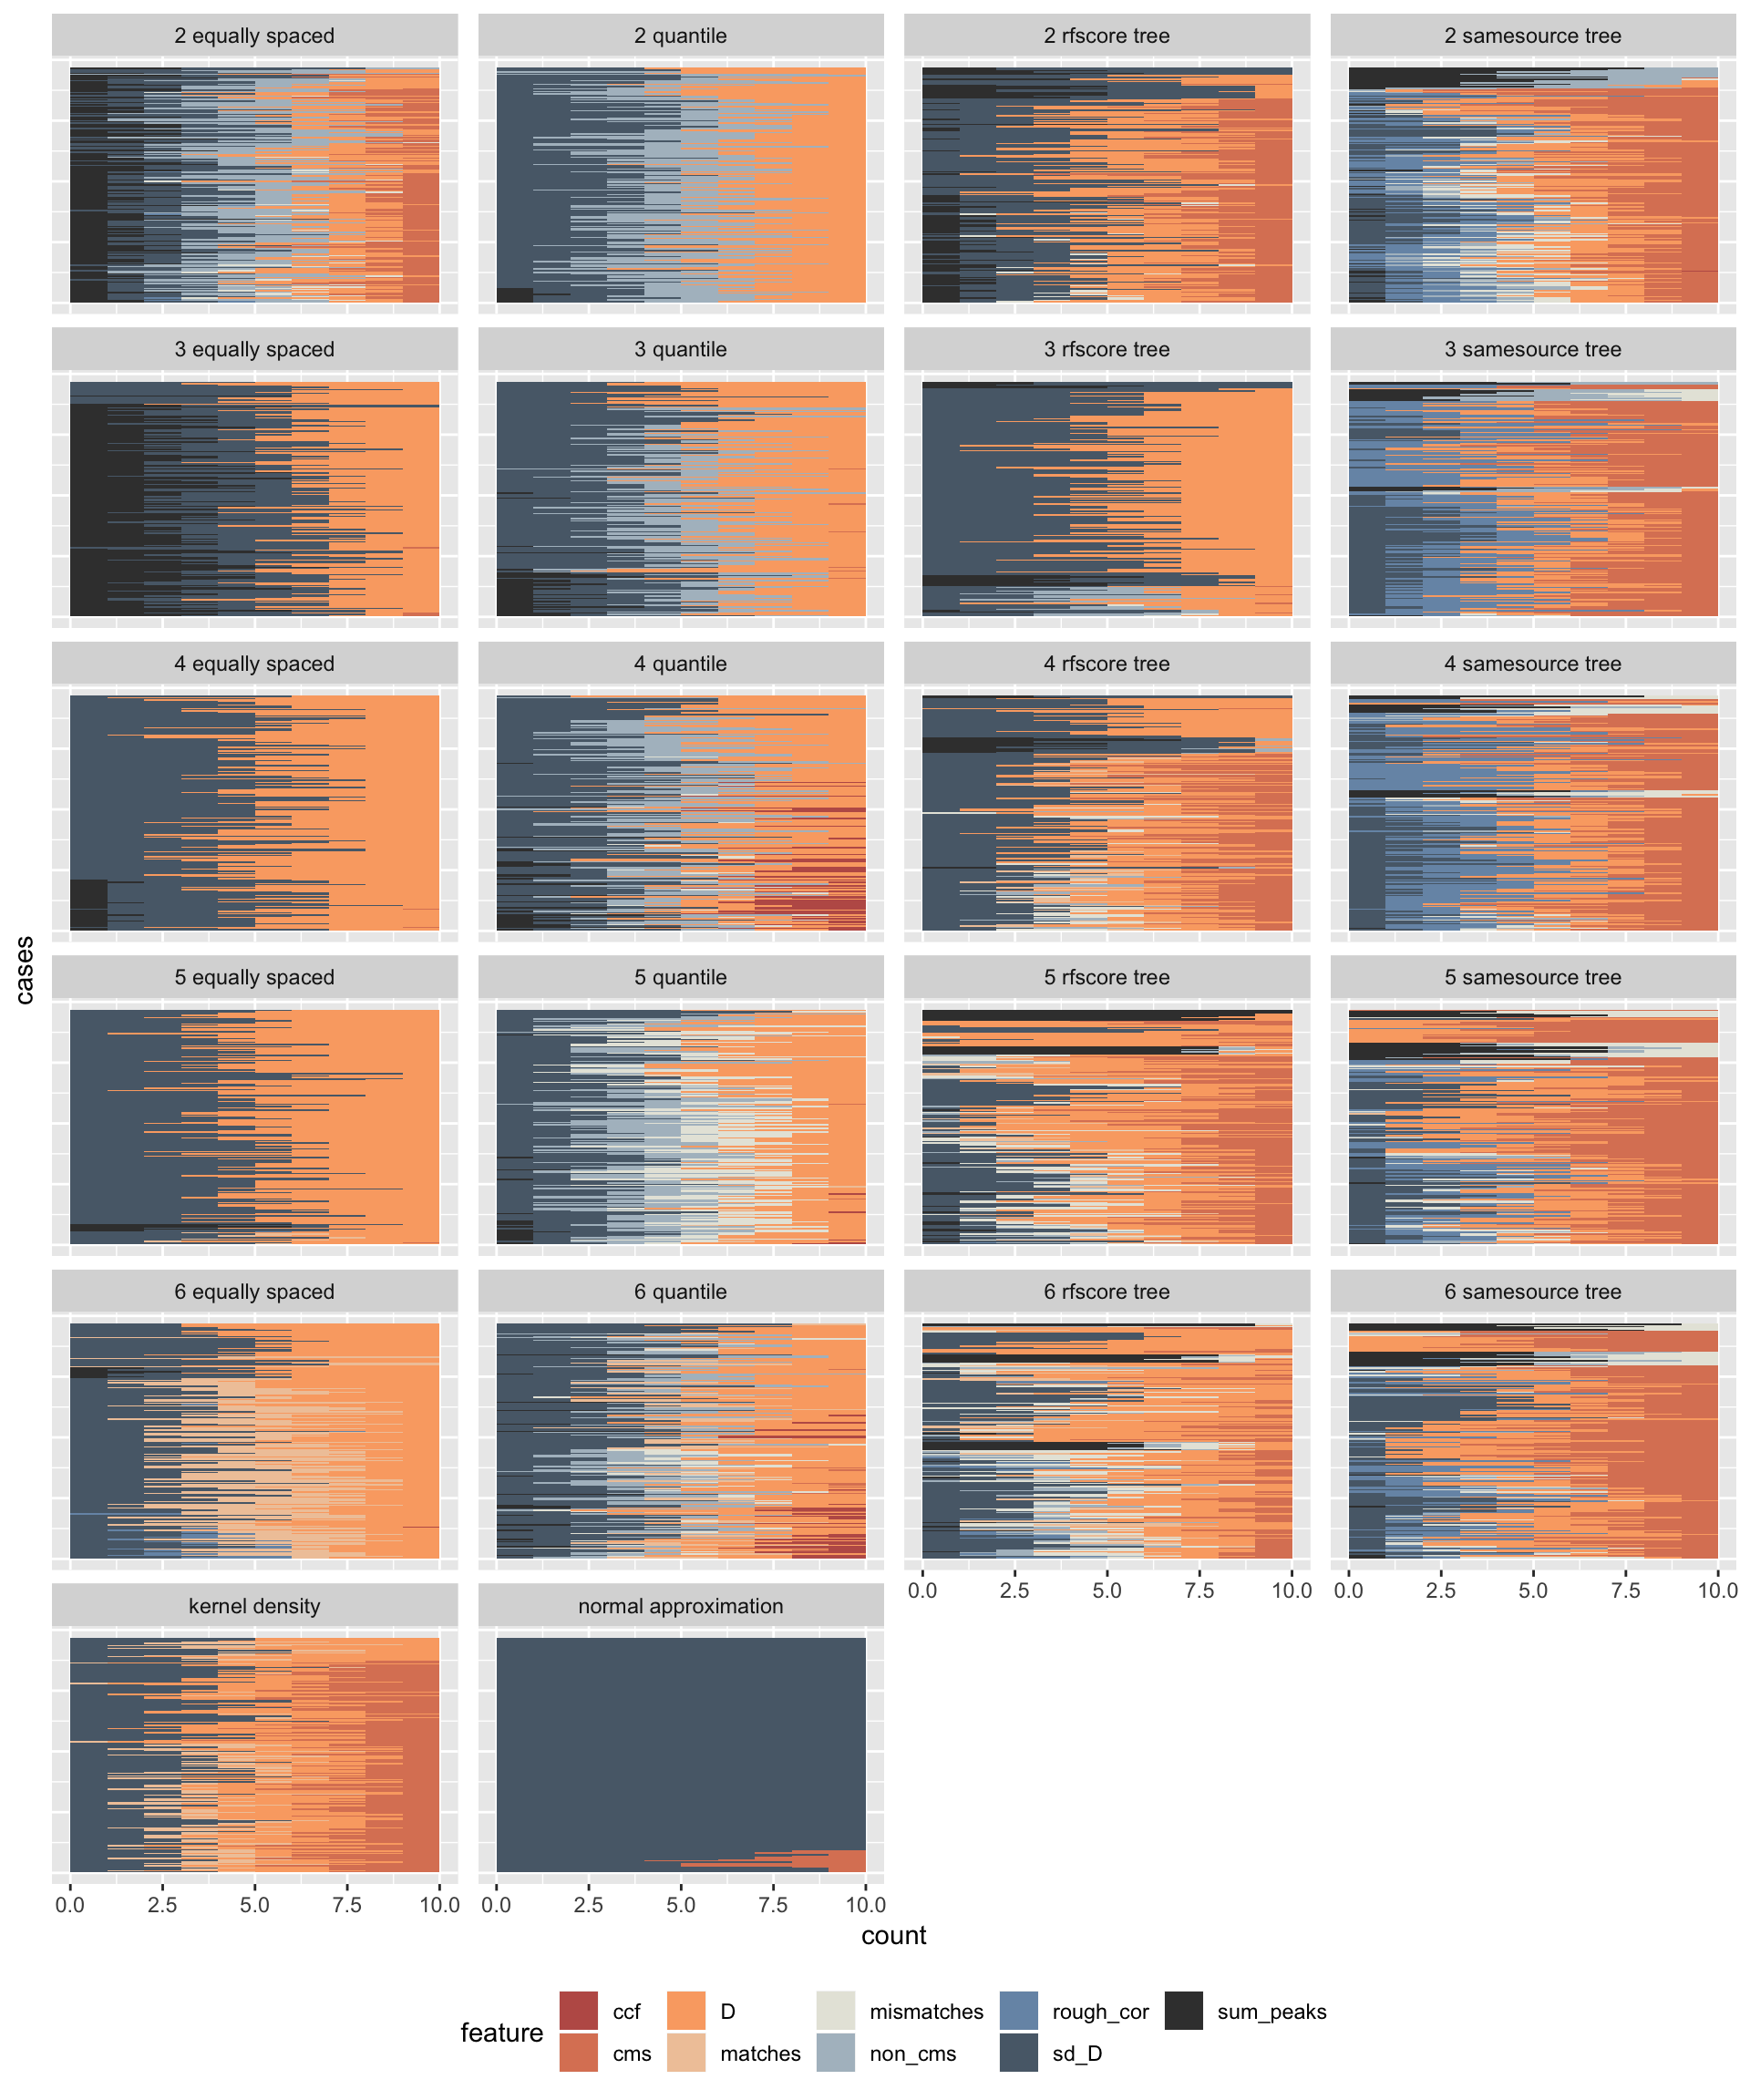 2 equally spaced 2 quantile 2 rfscore tree 2 samesource tree
3 equally spaced 3 quantile 3 rfscore tree 3 samesource tree
4 equally spaced 4 quantile 4 rfscore tree 4 samesource tree
cases
5 equally spaced 5 quantile 5 rfscore tree 5 samesource tree
6 equally spaced 6 quantile 6 rfscore tree 6 samesource tree
0.0 2.5 5.0 7.5 10.0 0.0 2.5 5.0 7.5 10.0
kernel density normal approximation
0.0 2.5 5.0 7.5 10.0 0.0 2.5 5.0 7.5 10.0
count
feature
ccf D mismatches rough_cor sum_peaks
cms matches non_cms sd_D